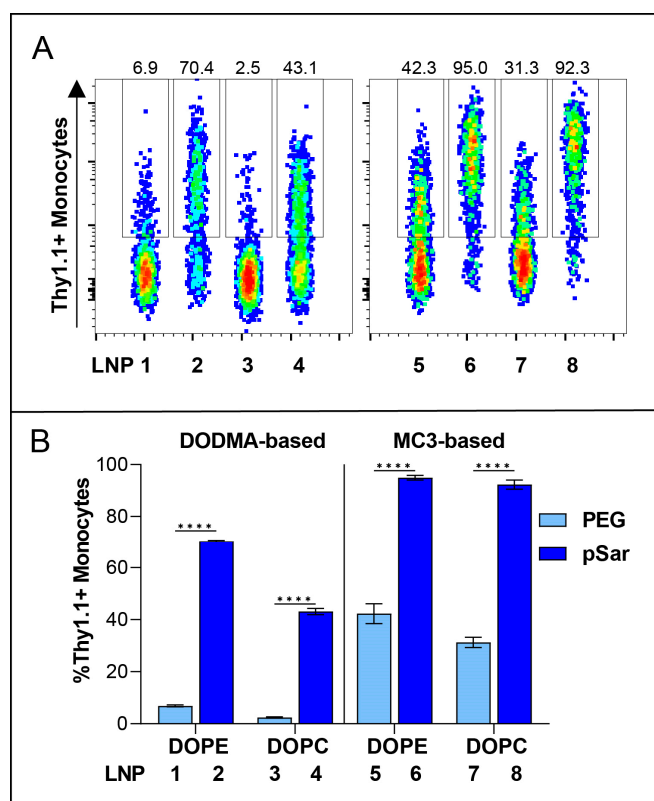 A
6.9 70.4 2.5 43.1 42.3 95.0 31.3 92.3
Thy1.1+ Monocytes
LNP 1 2 3 4 5 6 7 8
B
DODMA-based MC3-based
%Thy1.1+ Monocytes
100
80
60
40
20
0
**** **** **** ****
PEG
pSar
DOPE DOPC DOPE DOPC
LNP 1 2 3 4 5 6 7 8